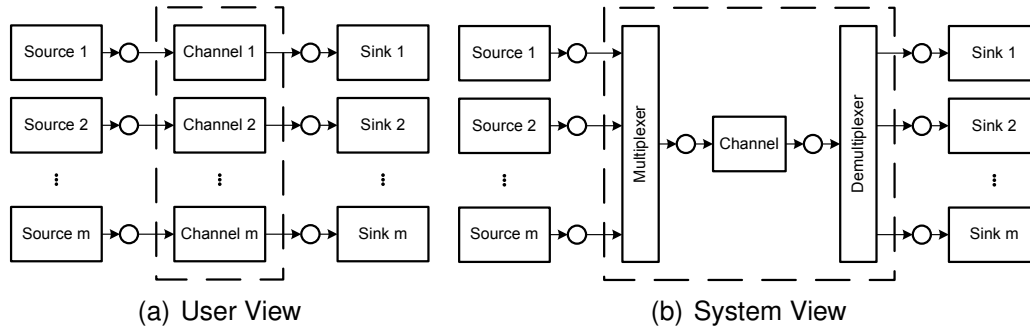 Source 1
Channel 1
Sink 1
Source 2
Channel 2
Sink 2
Source m
Channel m
Sink m
(a) User View
Source 1
Source 2
Source m
Multiplexer
Channel
Demultiplexer
Sink 1
Sink 2
Sink m
(b) System View